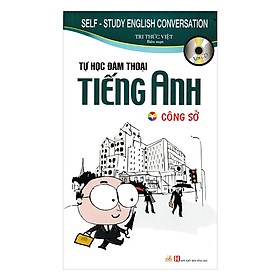 SELF - STUDY ENGLISH CONVERSATION
TRI THỨC VIỆT
Biên soạn
TỰ HỌC ĐÀM THOẠI
TIẾNG ANH
CÔNG SỞ